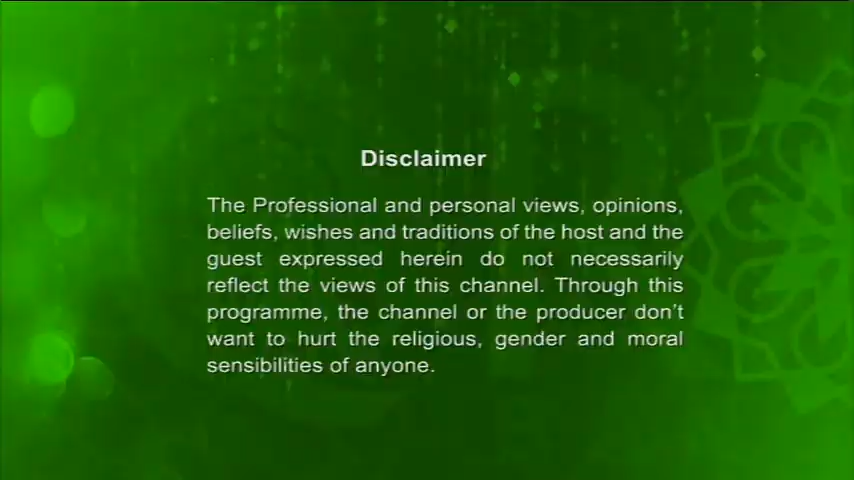 Disclaimer
The Professional and personal views, opinions,
beliefs, wishes and traditions of the host and the
guest expressed herein do not necessarily
reflect the views of this channel. Through this
programme, the channel or the producer don't
want to hurt the religious, gender and moral
sensibilities of anyone.